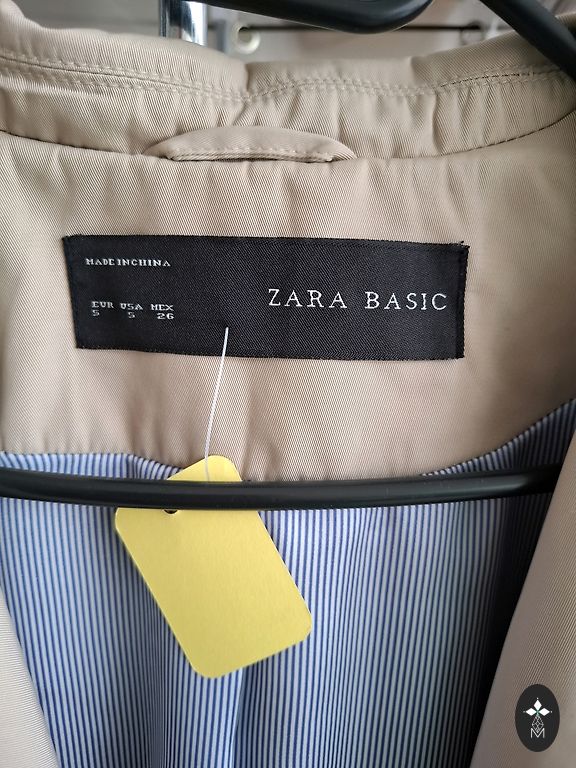 MADE IN CHINA
EUR USA MEX
S S 26
ZARA BASIC
M